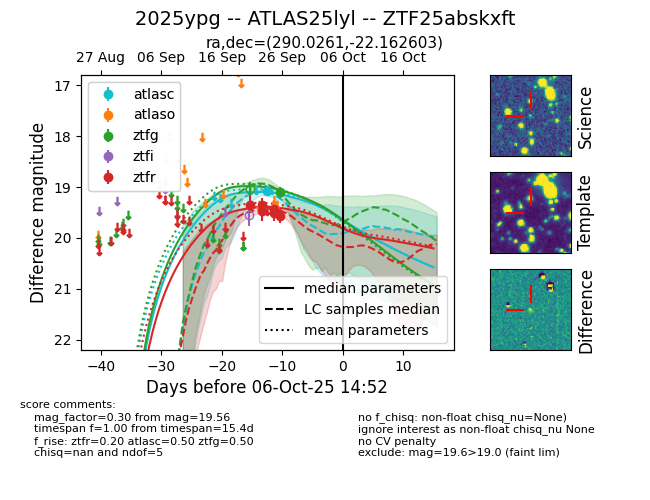 2025ypg -- ATLAS25lyl -- ZTF25abskxft
ra,dec=(290.0261,-22.162603)
27 Aug 06 Sep 16 Sep 26 Sep 06 Oct 16 Oct
17
18
19
20
21
22
Difference magnitude
atlasc
atlaso
ztfg
ztfi
ztfr
median parameters
LC samples median
mean parameters
−40 −30 −20 −10 0 10
Days before 06-Oct-25 14:52
Science
Template
Difference
score comments:
mag_factor=0.30 from mag=19.56
timespan f=1.00 from timespan=15.4d
f_rise: ztfr=0.20 atlasc=0.50 ztfg=0.50
chisq=nan and ndof=5
no f_chisq: non-float chisq_nu=None)
ignore interest as non-float chisq_nu None
no CV penalty
exclude: mag=19.6>19.0 (faint lim)